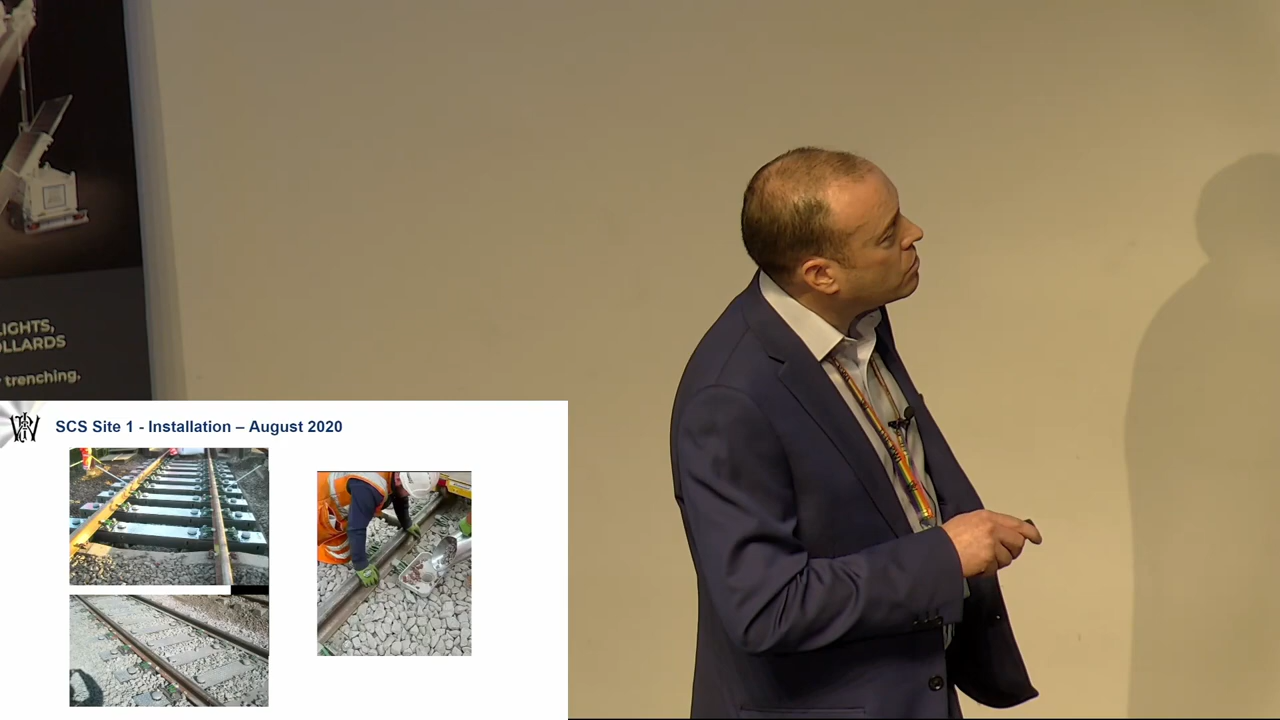 LIGHTS,
OLLARDS
trenching.
SCS Site 1 - Installation – August 2020